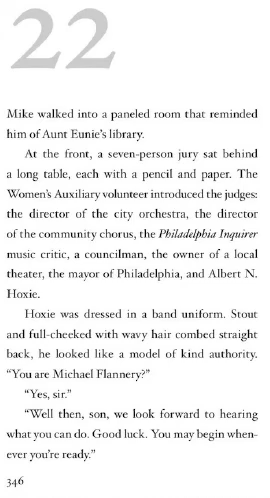 22
Mike walked into a paneled room that reminded
him of Aunt Eunie's library.
At the front, a seven-person jury sat behind
a long table, each with a pencil and paper. The
Women's Auxiliary volunteer introduced the judges:
the director of the city orchestra, the director
of the community chorus, the Philadelphia Inquirer
music critic, a councilman, the owner of a local
theater, the mayor of Philadelphia, and Albert N.
Hoxie.
Hoxie was dressed in a band uniform. Stout
and full-cheeked with wavy hair combed straight
back, he looked like a model of kind authority.
"You are Michael Flannery?"
"Yes, sir."
"Well then, son, we look forward to hearing
what you can do. Good luck. You may begin when-
ever you're ready."
346